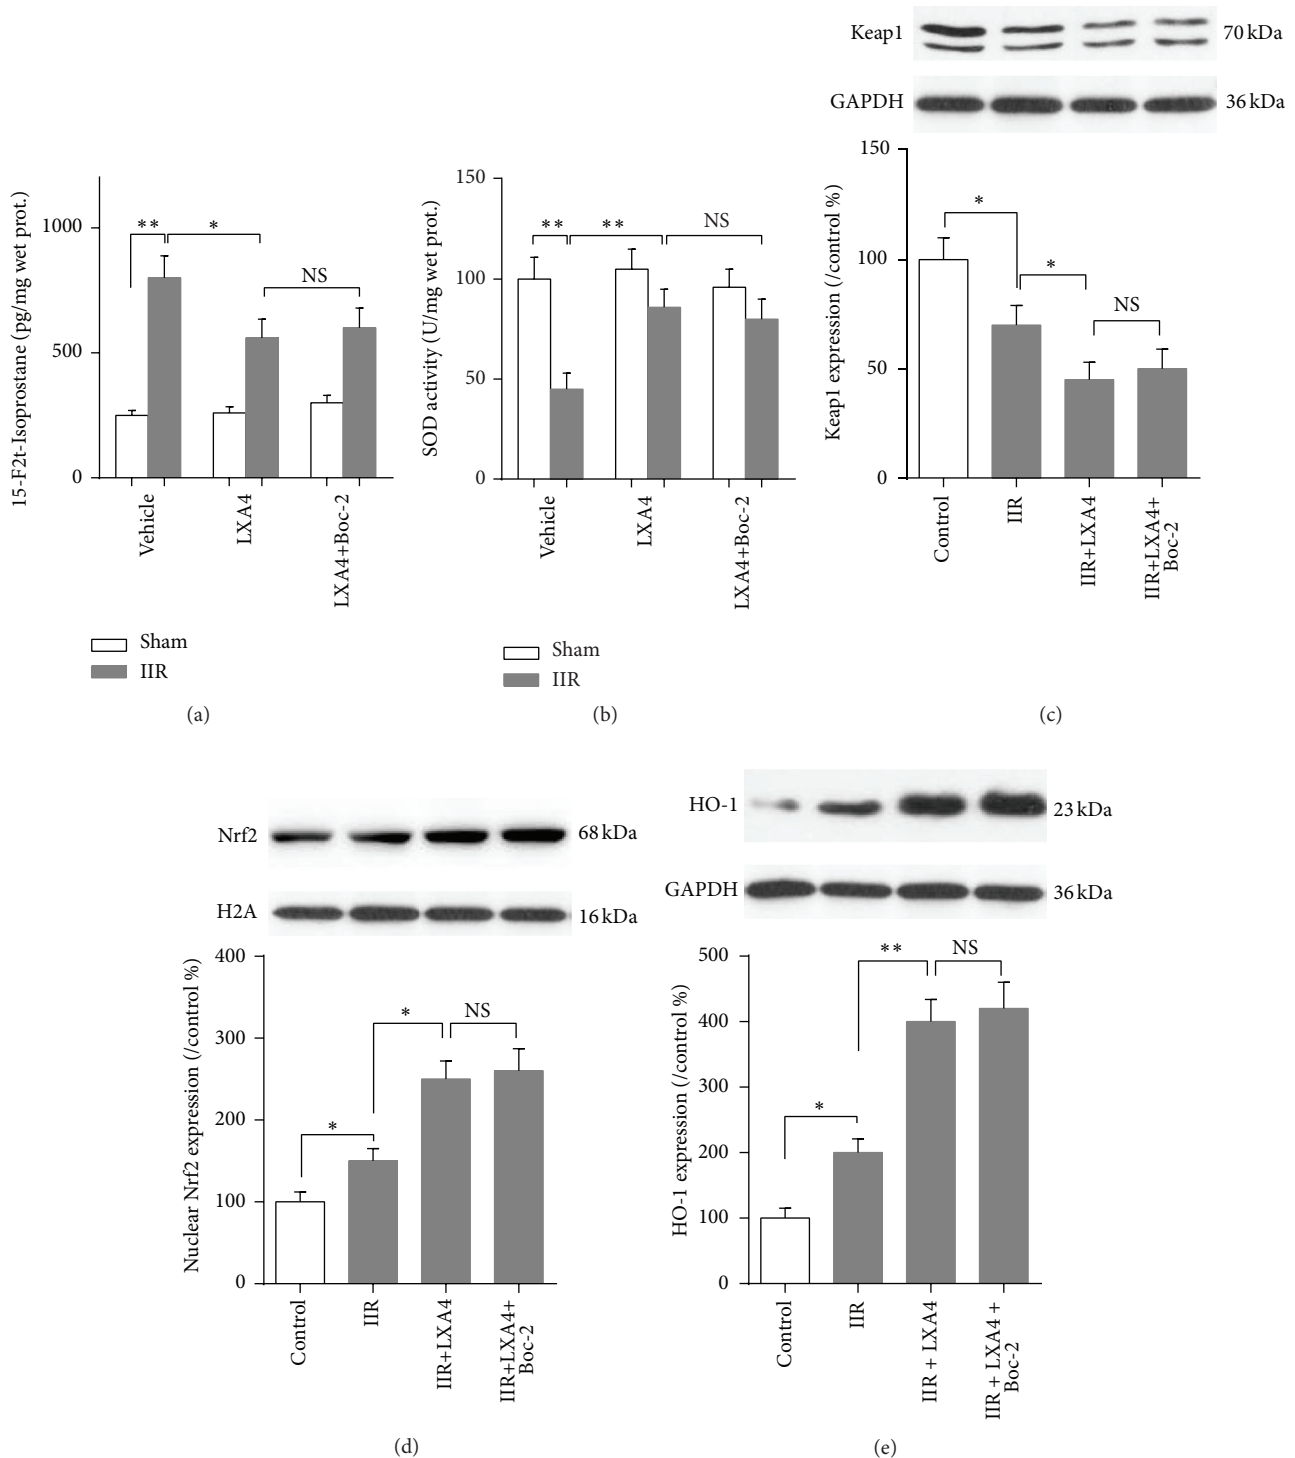 15-F2t-Isoprostane (pg/mg wet prot.)
1000
500
0
**
*
NS
Vehicle
LXA4
LXA4+Boc-2
Sham
IIR
(a)
SOD activity (U/mg wet prot.)
150
100
50
0
**
**
NS
Vehicle
LXA4
LXA4+Boc-2
Sham
IIR
(b)
Keap1
70 kDa
GAPDH
36 kDa
Keap1 expression (/control %)
150
100
50
0
*
*
NS
Control
IIR
IIR+LXA4
IIR+LXA4+
Boc-2
(c)
Nrf2
68 kDa
H2A
16 kDa
Nuclear Nrf2 expression (/control %)
400
300
200
100
0
*
*
NS
Control
IIR
IIR+LXA4
IIR+LXA4+
Boc-2
(d)
HO-1
23 kDa
GAPDH
36 kDa
HO-1 expression (/control %)
500
400
300
200
100
0
*
**
NS
Control
IIR
IIR + LXA4
IIR + LXA4 +
Boc-2
(e)